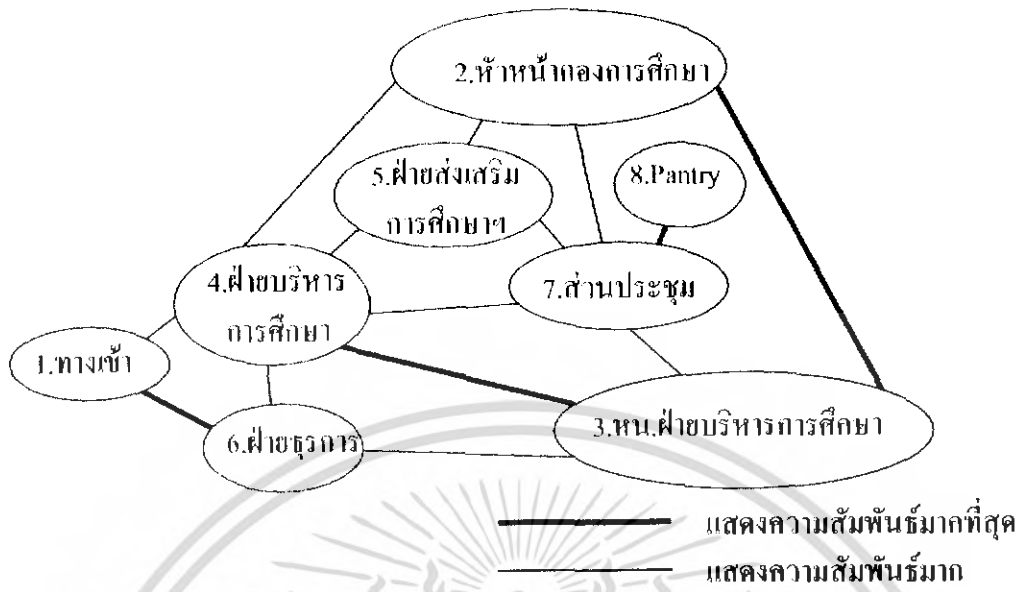 2.หัวหน้ากองการศึกษา
5.ฝ่ายส่งเสริม
การศึกษาฯ
8.Pantry
4.ฝ่ายบริหาร
การศึกษา
7.ส่วนประชุม
1.ทางเข้า
6.ฝ่ายธุรการ
3.หน.ฝ่ายบริหารการศึกษา
แสดงความสัมพันธ์มากที่สุด
แสดงความสัมพันธ์มาก